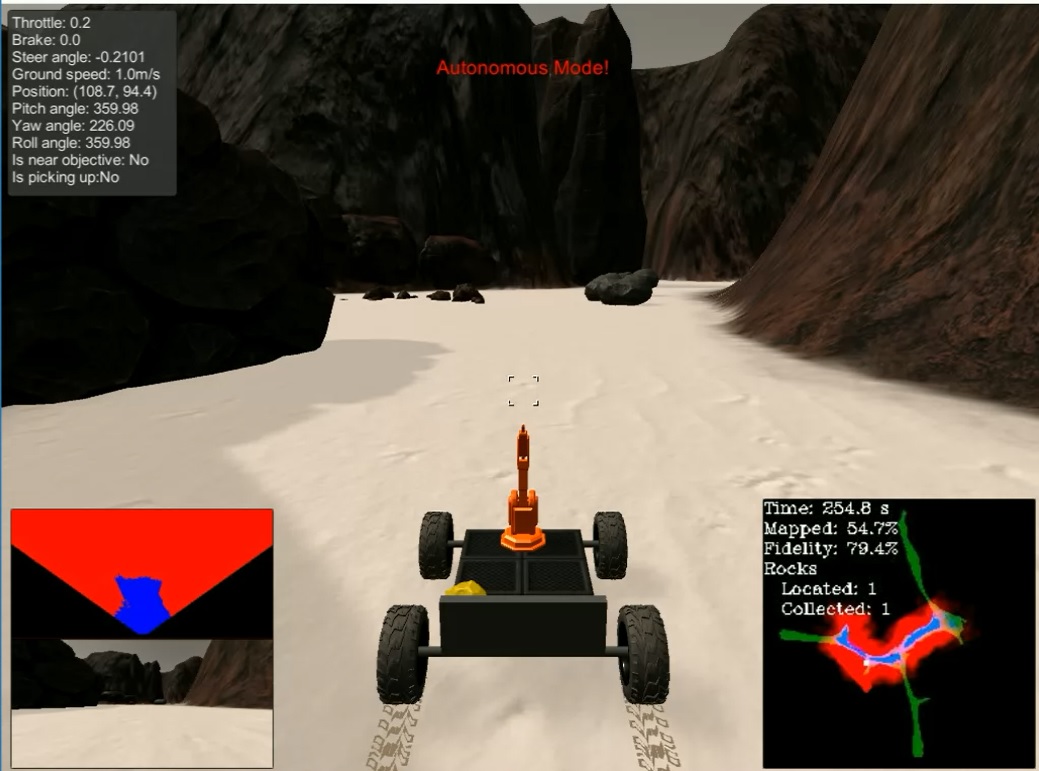 Throttle: 0.2
Brake: 0.0
Steer angle: -0.2101
Ground speed: 1.0m/s
Position: (108.7, 94.4)
Pitch angle: 359.98
Yaw angle: 226.09
Roll angle: 359.98
Is near objective: No
Is picking up:No
Autonomous Mode!
Time: 254.8 s
Mapped: 54.7%
Fidelity: 79.4%
Rocks
Located: 1
Collected: 1